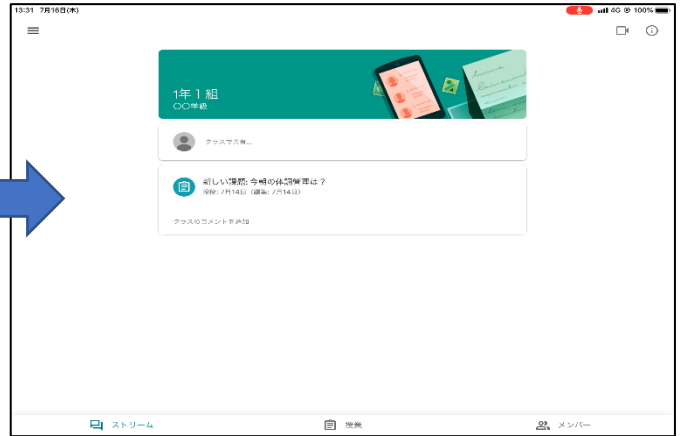 13:31 7月16日(木)
4G 100%
1年1組
〇〇学級
クラスで共有...
新しい課題: 今朝の体調管理は？
投稿: 7月14日（編集: 7月14日）
クラスのコメントを追加
ストリーム
授業
メンバー